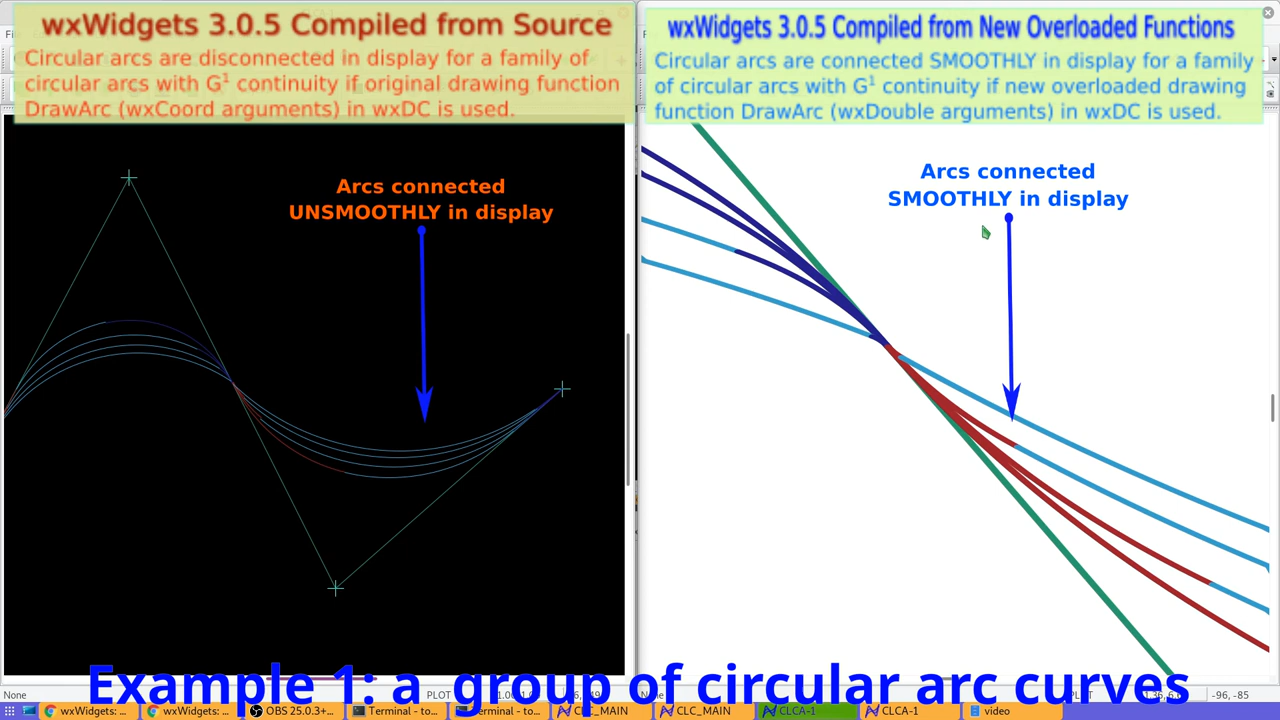 wxWidgets 3.0.5 Compiled from Source
Circular arcs are disconnected in display for a family of
circular arcs with G¹ continuity if original drawing function
DrawArc (wxCoord arguments) in wxDC is used.
Arcs connected
UNSMOOTHLY in display
wxWidgets 3.0.5 Compiled from New Overloaded Functions
Circular arcs are connected SMOOTHLY in display for a family
of circular arcs with G¹ continuity if new overloaded drawing
function DrawArc (wxDouble arguments) in wxDC is used.
Arcs connected
SMOOTHLY in display
Example 1: a group of circular arc curves
None
PLOT
-96, -85
wxWidgets: ...
wxWidgets: ...
OBS 25.0.3+...
Terminal - to...
Terminal - to...
CLC_MAIN
CLC_MAIN
CLCA-1
CLCA-1
video